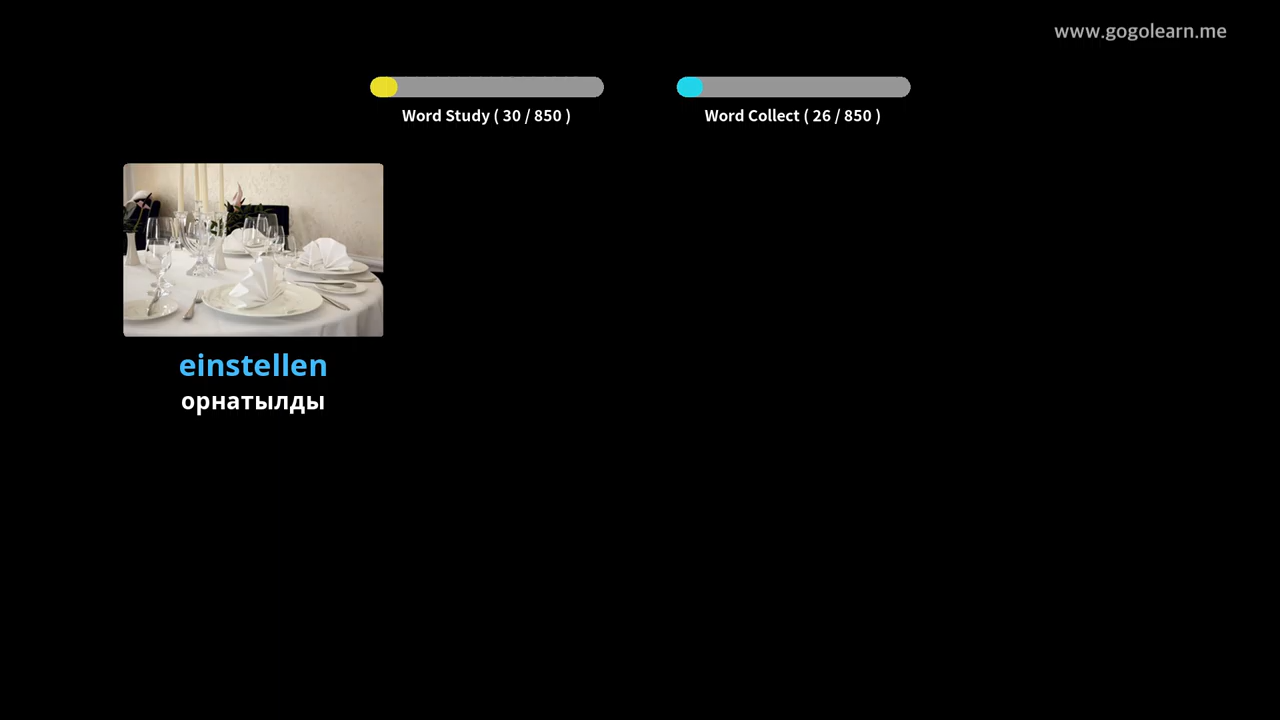 www.gogolearn.me
Word Study ( 30 / 850 )
Word Collect ( 26 / 850 )
einstellen
орнатылды